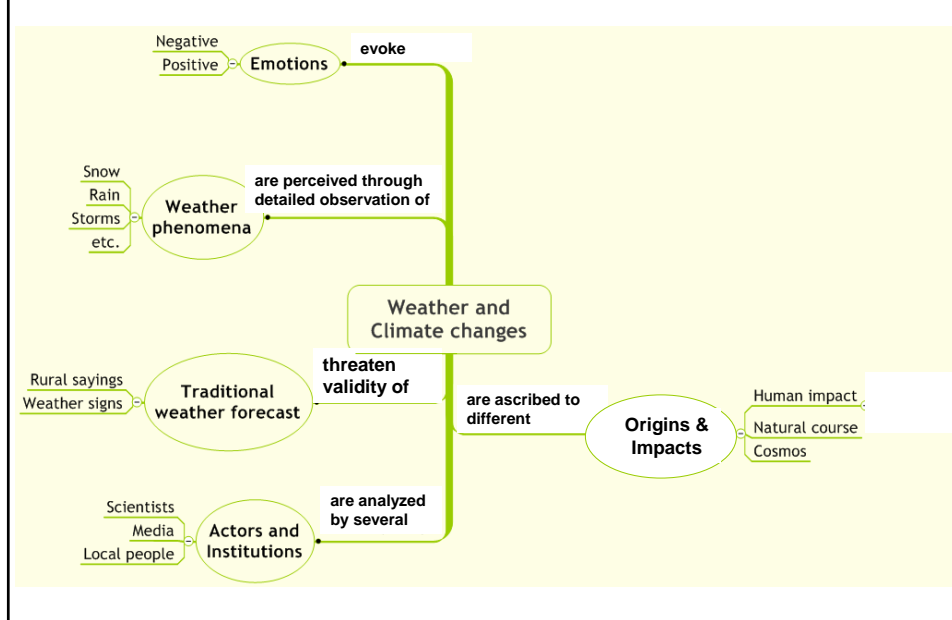 Negative
Positive
Emotions
evoke
Snow
Rain
Storms
etc.
Weather
phenomena
are perceived through
detailed observation of
Weather and
Climate changes
Rural sayings
Weather signs
Traditional
weather forecast
threaten
validity of
are ascribed to
different
Origins &
Impacts
Human impact
Natural course
Cosmos
Scientists
Media
Local people
Actors and
Institutions
are analyzed
by several